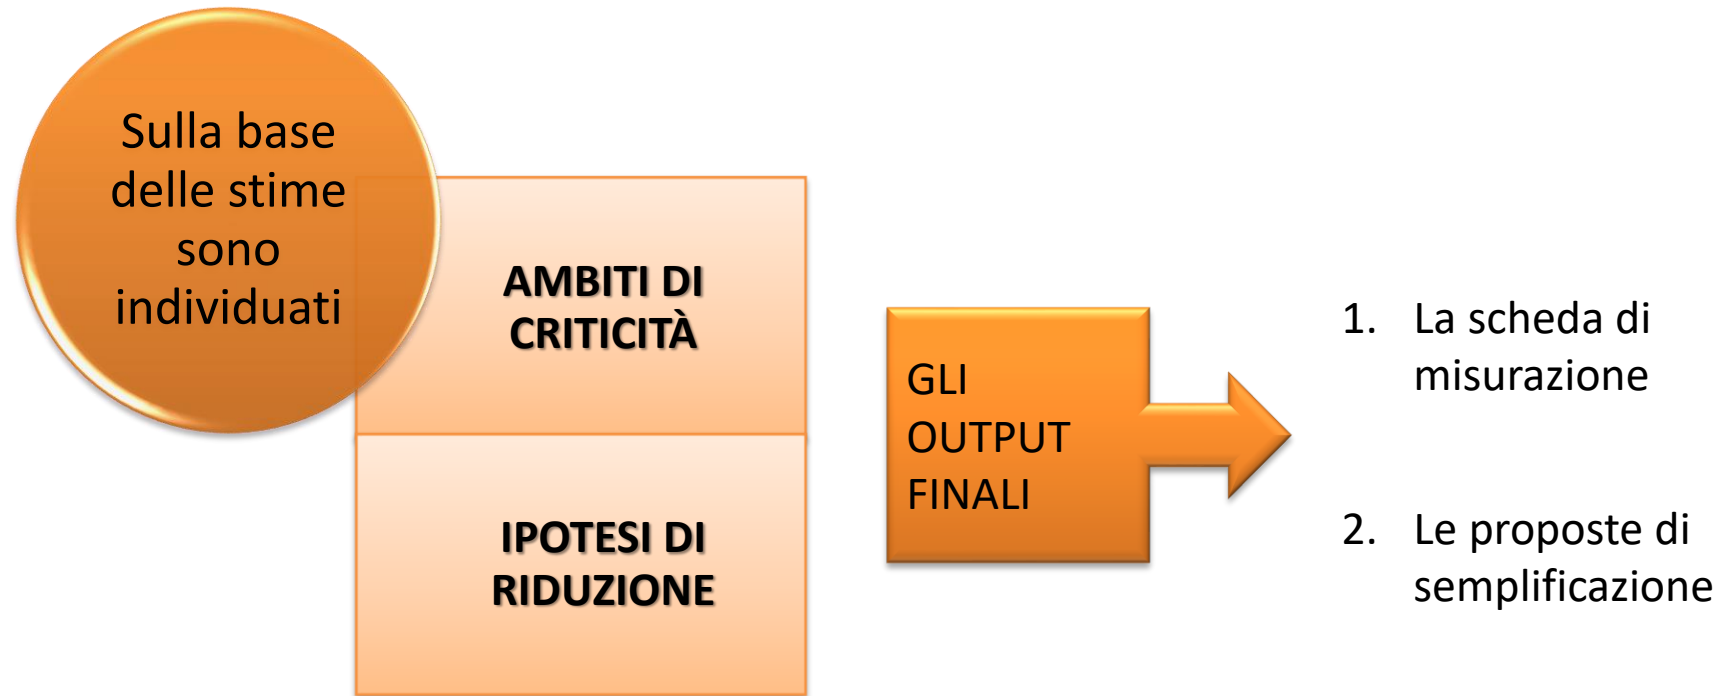 Sulla base
delle stime
sono
individuati
AMBITI DI
CRITICITÀ
IPOTESI DI
RIDUZIONE
GLI
OUTPUT
FINALI
1. La scheda di
misurazione
2. Le proposte di
semplificazione